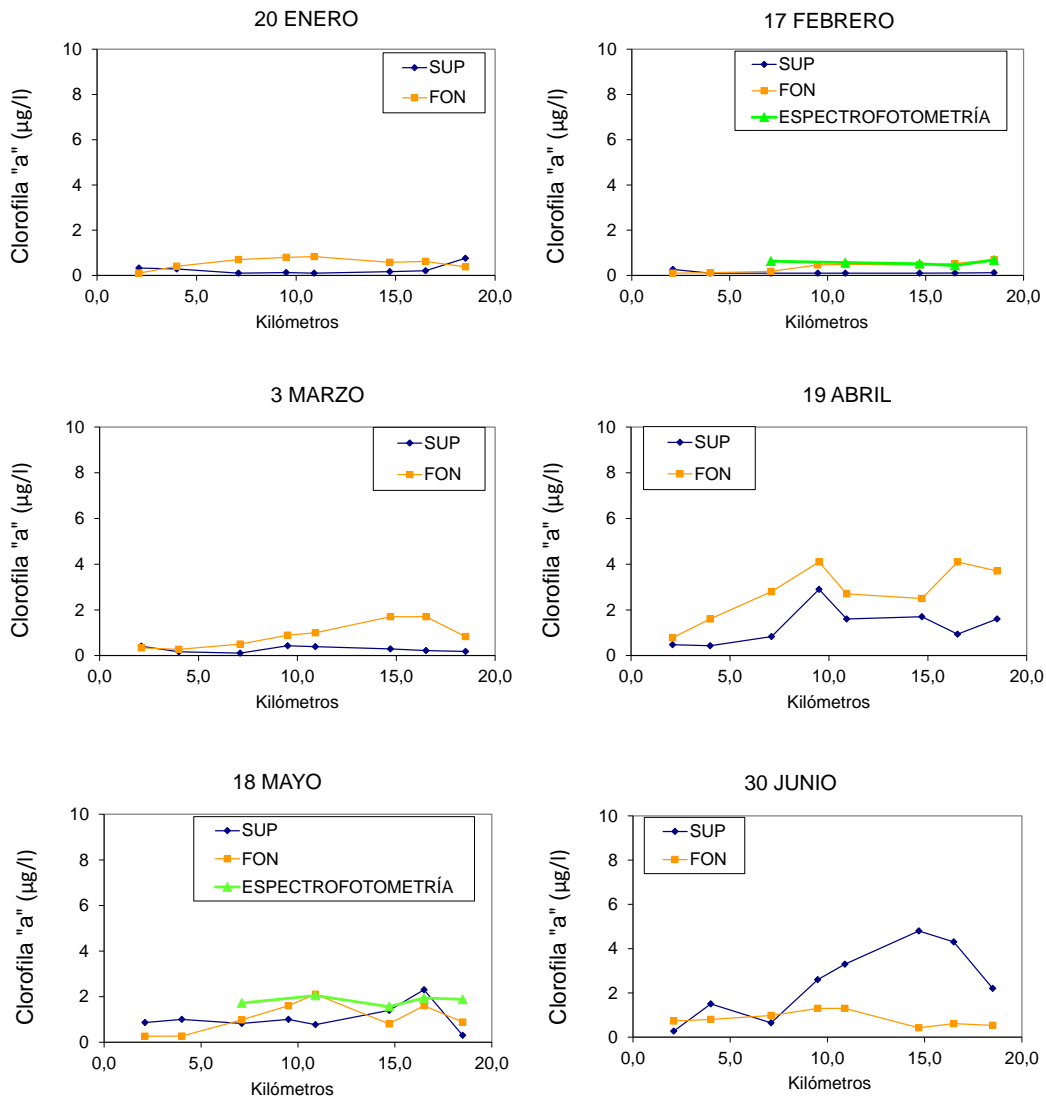 20 ENERO
Clorofila "a" (µg/l)
10
8
6
4
2
0
SUP
FON
0,0 5,0 10,0 15,0 20,0
Kilómetros
17 FEBRERO
Clorofila "a" (µg/l)
10
8
6
4
2
0
SUP
FON
ESPECTROFOTOMETRÍA
0,0 5,0 10,0 15,0 20,0
Kilómetros
3 MARZO
Clorofila "a" (µg/l)
10
8
6
4
2
0
SUP
FON
0,0 5,0 10,0 15,0 20,0
Kilómetros
19 ABRIL
Clorofila "a" (µg/l)
10
8
6
4
2
0
SUP
FON
0,0 5,0 10,0 15,0 20,0
Kilómetros
18 MAYO
Clorofila "a" (µg/l)
10
8
6
4
2
0
SUP
FON
ESPECTROFOTOMETRÍA
0,0 5,0 10,0 15,0 20,0
Kilómetros
30 JUNIO
Clorofila "a" (µg/l)
10
8
6
4
2
0
SUP
FON
0,0 5,0 10,0 15,0 20,0
Kilómetros